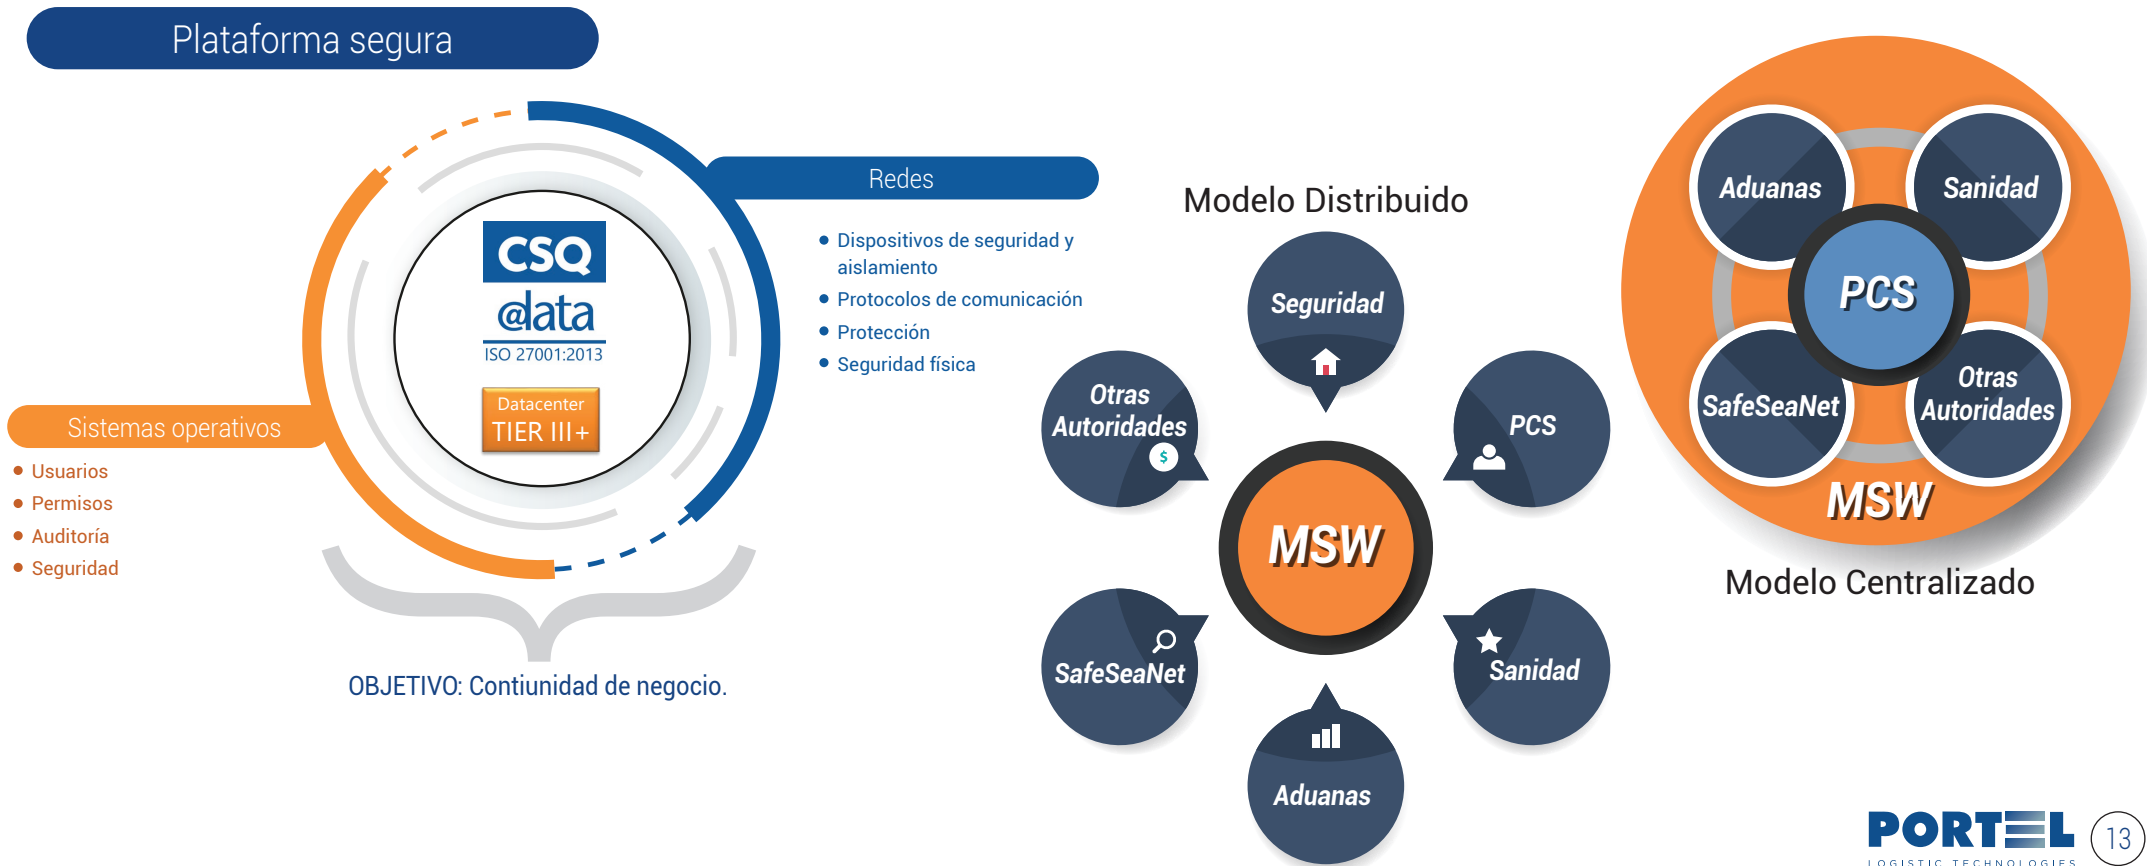 Plataforma segura
Redes
Dispositivos de seguridad y
aislamiento
Protocolos de comunicación
Protección
Seguridad física
CSQ
@data
ISO 27001:2013
Datacenter
TIER III+
Sistemas operativos
Usuarios
Permisos
Auditoría
Seguridad
OBJETIVO: Contiunidad de negocio.
Modelo Distribuido
Seguridad
Otras
Autoridades
$
PCS
MSW
SafeSeaNet
Sanidad
Aduanas
Aduanas
Sanidad
PCS
SafeSeaNet
Otras
Autoridades
MSW
Modelo Centralizado
PORTEL
LOGISTIC TECHNOLOGIES
13